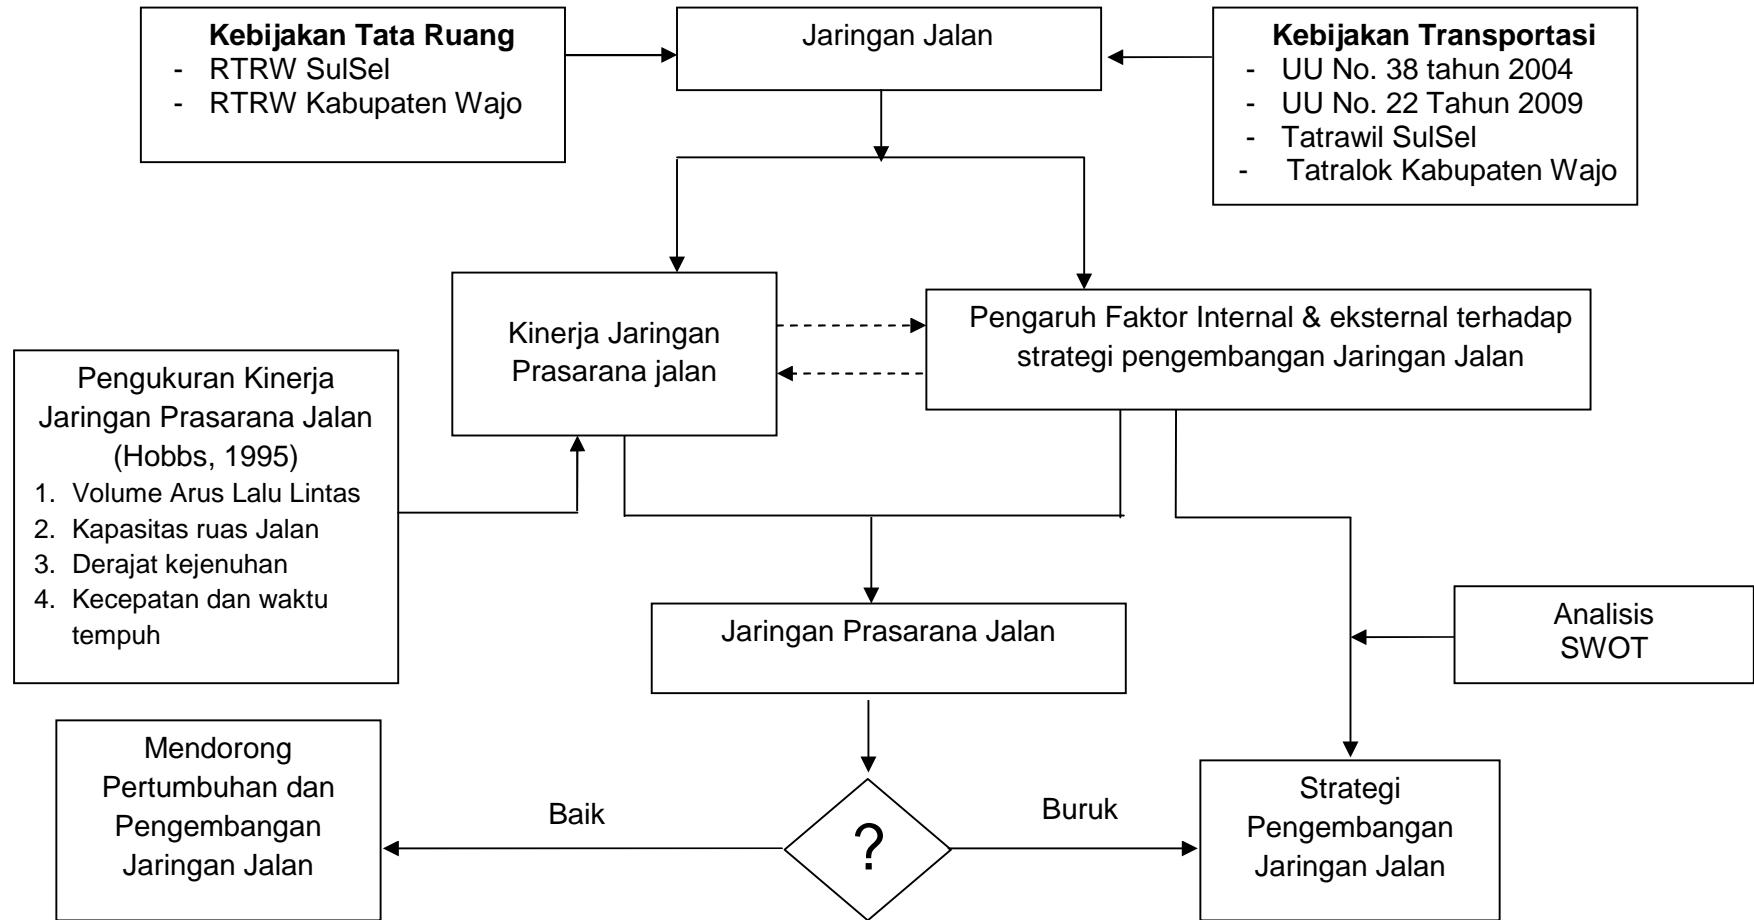 Kebijakan Tata Ruang
- RTRW SulSel
- RTRW Kabupaten Wajo
Jaringan Jalan
Kebijakan Transportasi
- UU No. 38 tahun 2004
- UU No. 22 Tahun 2009
- Tatrawil SulSel
- Tatralok Kabupaten Wajo
Kinerja Jaringan
Prasarana jalan
Pengaruh Faktor Internal & eksternal terhadap
strategi pengembangan Jaringan Jalan
Pengukuran Kinerja
Jaringan Prasarana Jalan
(Hobbs, 1995)
1. Volume Arus Lalu Lintas
2. Kapasitas ruas Jalan
3. Derajat kejenuhan
4. Kecepatan dan waktu
tempuh
Jaringan Prasarana Jalan
Analisis
SWOT
Mendorong
Pertumbuhan dan
Pengembangan
Jaringan Jalan
Baik
?
Buruk
Strategi
Pengembangan
Jaringan Jalan